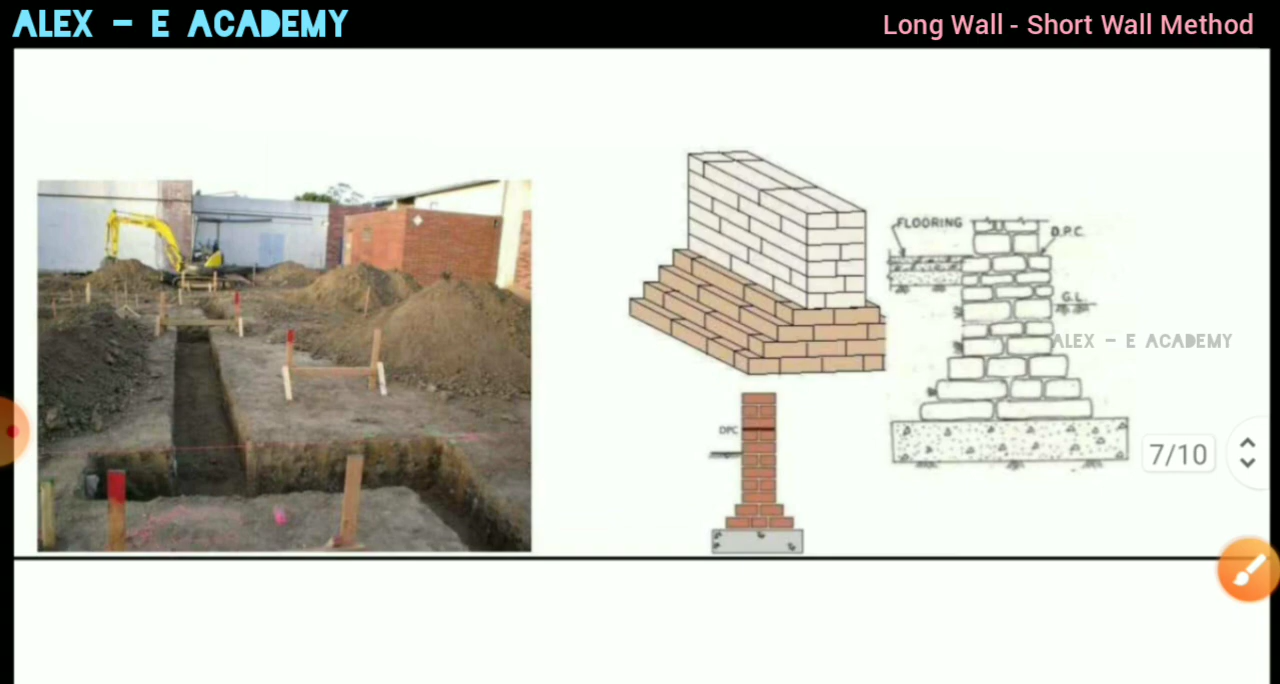 ALEX - E ACADEMY
Long Wall - Short Wall Method
FLOORING
D.P.C.
G.L.
ALEX - E ACADEMY
DPC
7/10